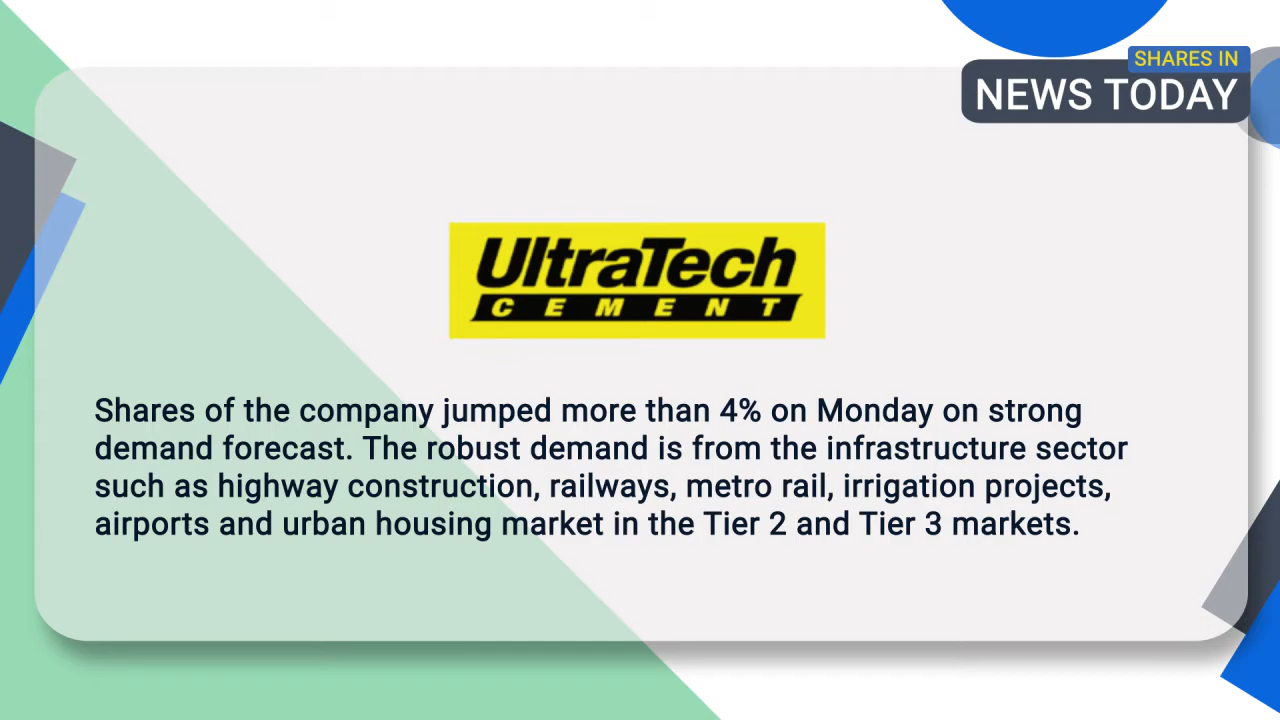 SHARES IN
NEWS TODAY
UltraTech
CEMENT
Shares of the company jumped more than 4% on Monday on strong
demand forecast. The robust demand is from the infrastructure sector
such as highway construction, railways, metro rail, irrigation projects,
airports and urban housing market in the Tier 2 and Tier 3 markets.